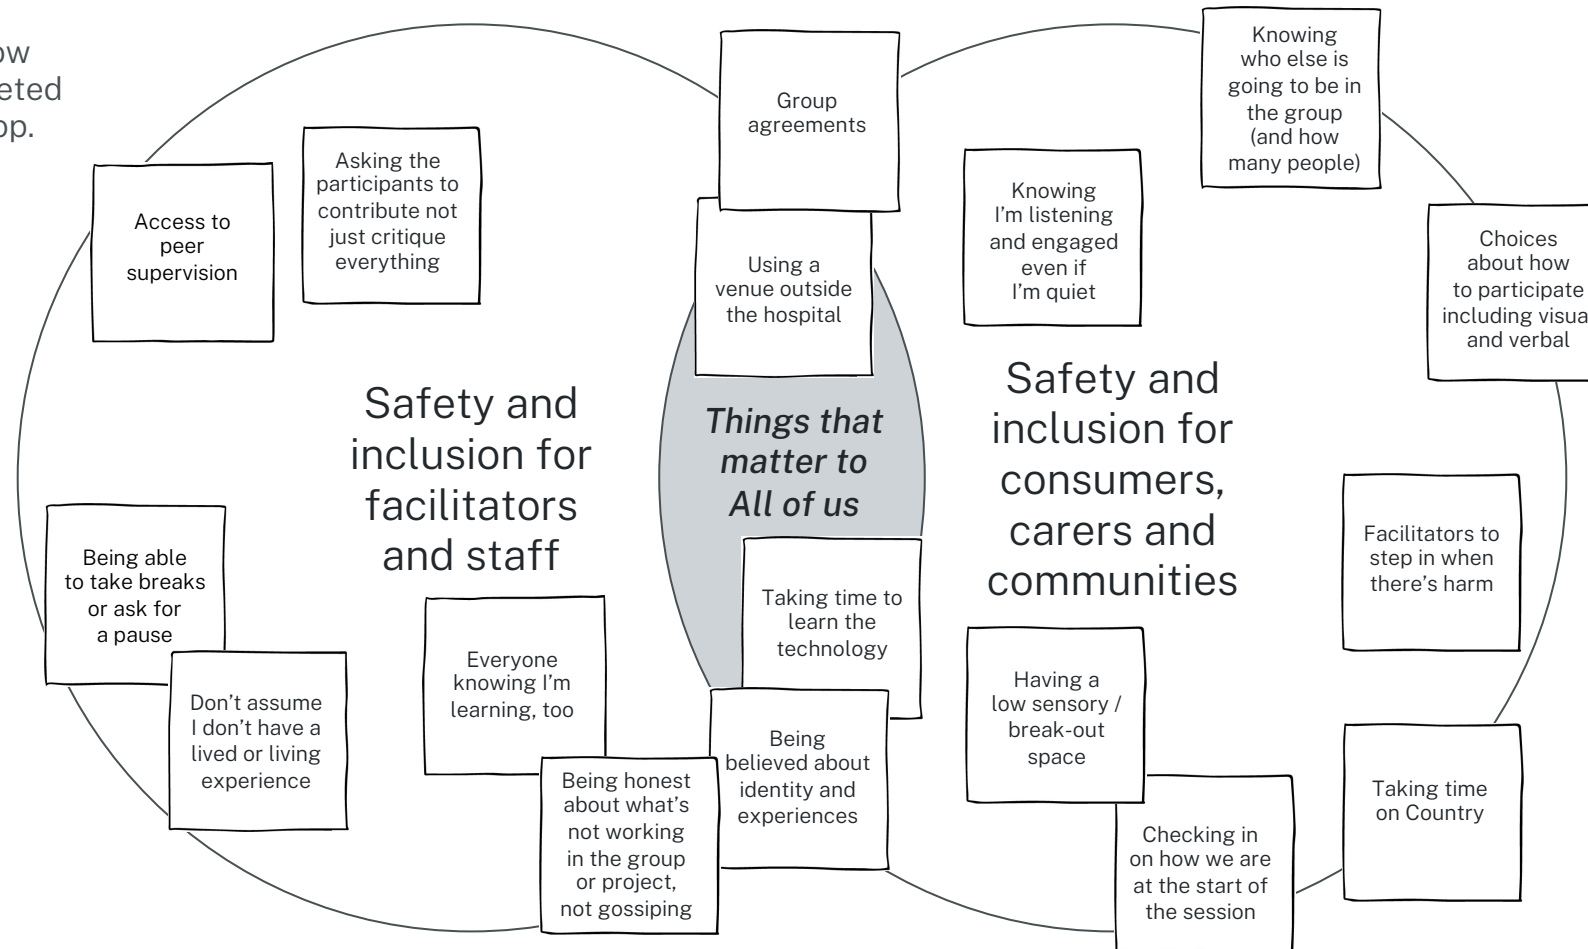 Group
agreements
Knowing
who else is
going to be in
the group
(and how
many people)
Access to
peer
supervision
Asking the
participants to
contribute not
just critique
everything
Using a
venue outside
the hospital
Knowing
I'm listening
and engaged
even if
I'm quiet
Choices
about how
to participate
including
and verbal
Safety and
inclusion for
facilitators
and staff
Things that
matter to
All of us
Safety and
inclusion for
consumers,
carers and
communities
Being able
to take breaks
or ask for
a pause
Don't assume
I don't have a
lived or living
experience
Everyone
knowing I'm
learning, too
Being honest
about what's
not working
in the group
or project,
not gossiping
Taking time to
learn the
technology
Being
believed about
identity and
experiences
Having a
low sensory /
break-out
space
Checking in
on how we are
at the start of
the session
Facilitators to
step in when
there's harm
Taking time
on Country